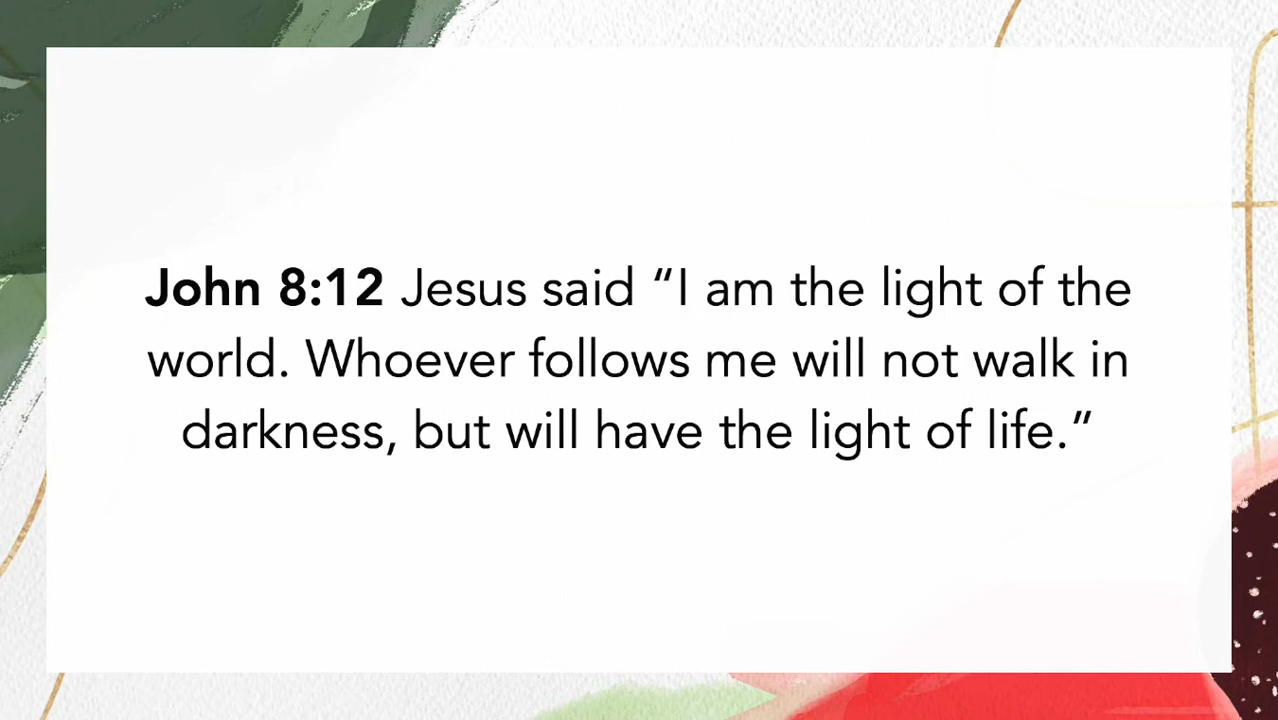 John 8:12 Jesus said “I am the light of the
world. Whoever follows me will not walk in
darkness, but will have the light of life.”